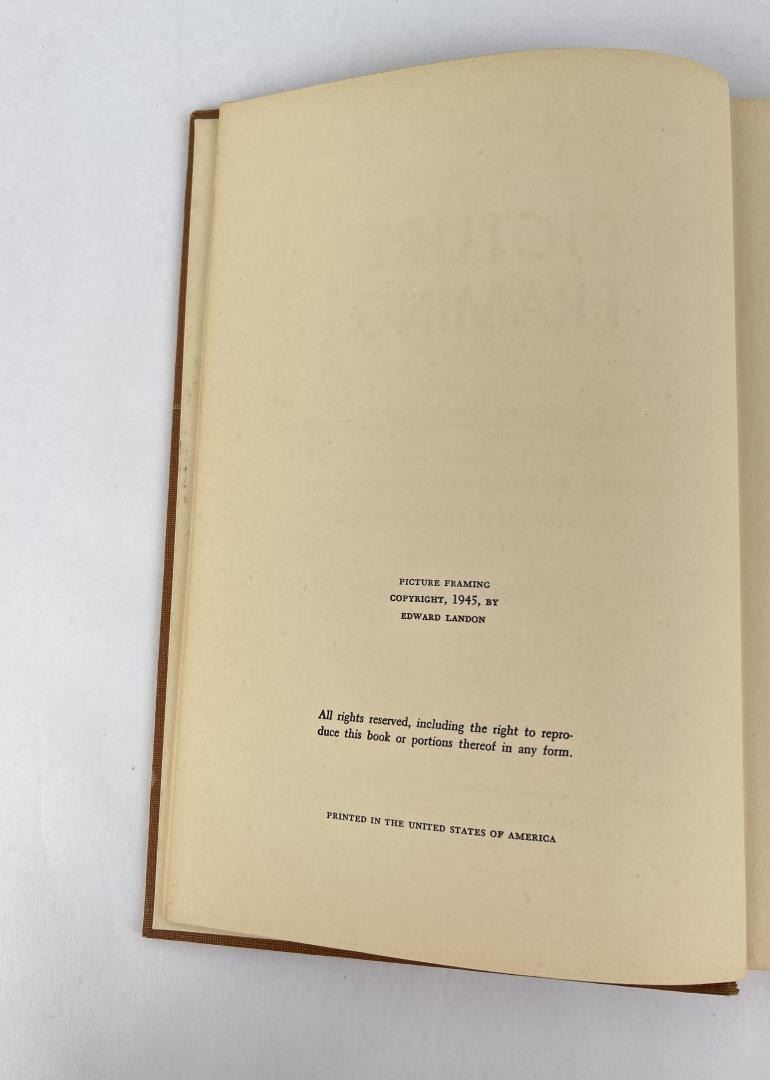 PICTURE FRAMING
COPYRIGHT, 1945, BY
EDWARD LANDON
All rights reserved, including the right to repro-
duce this book or portions thereof in any form.
PRINTED IN THE UNITED STATES OF AMERICA